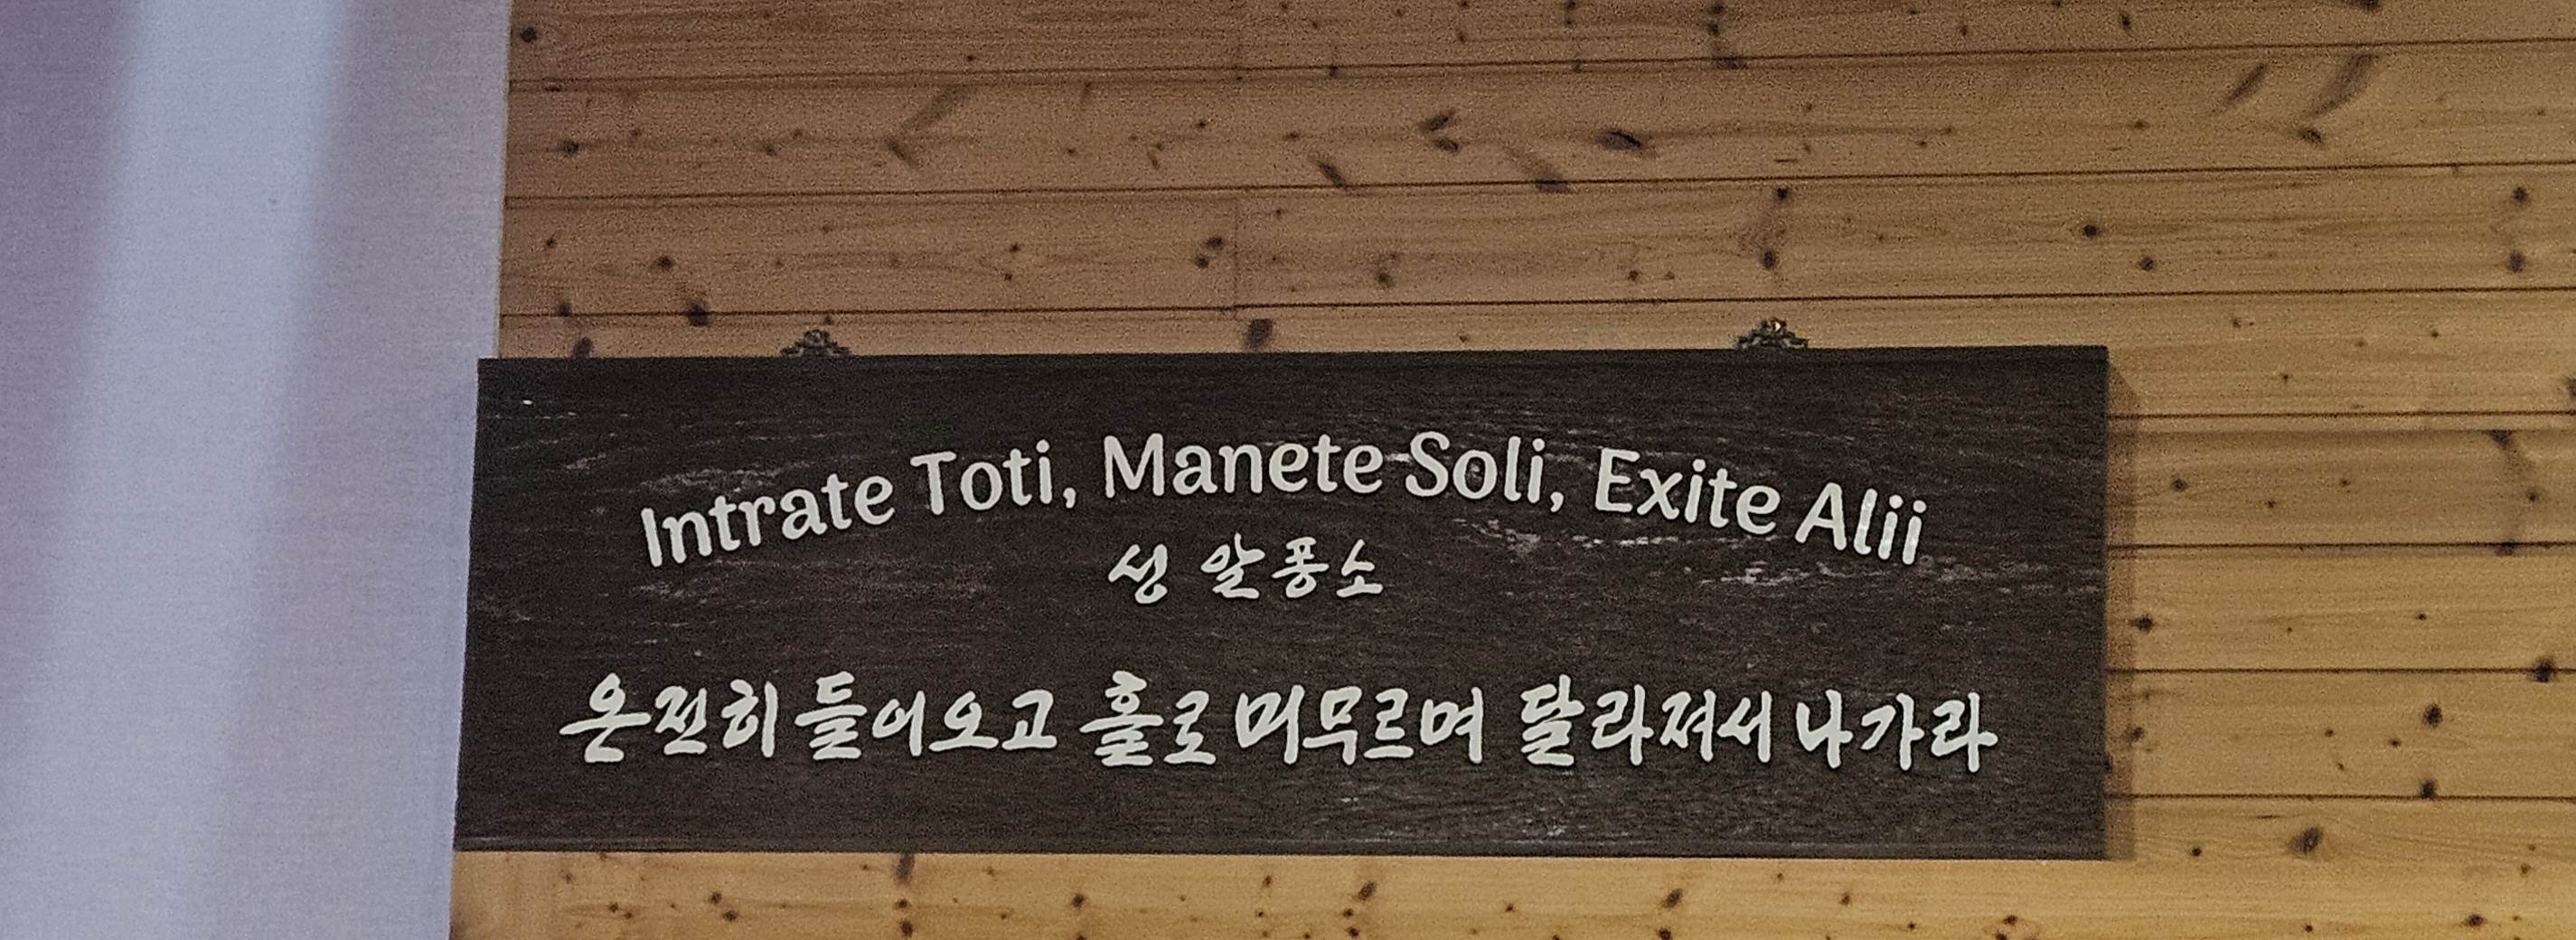 Intrate Toti, Manete Soli, Exite Alii
성 알퐁소
온전히 들어오고 홀로 머무르며 달라져서 나가라